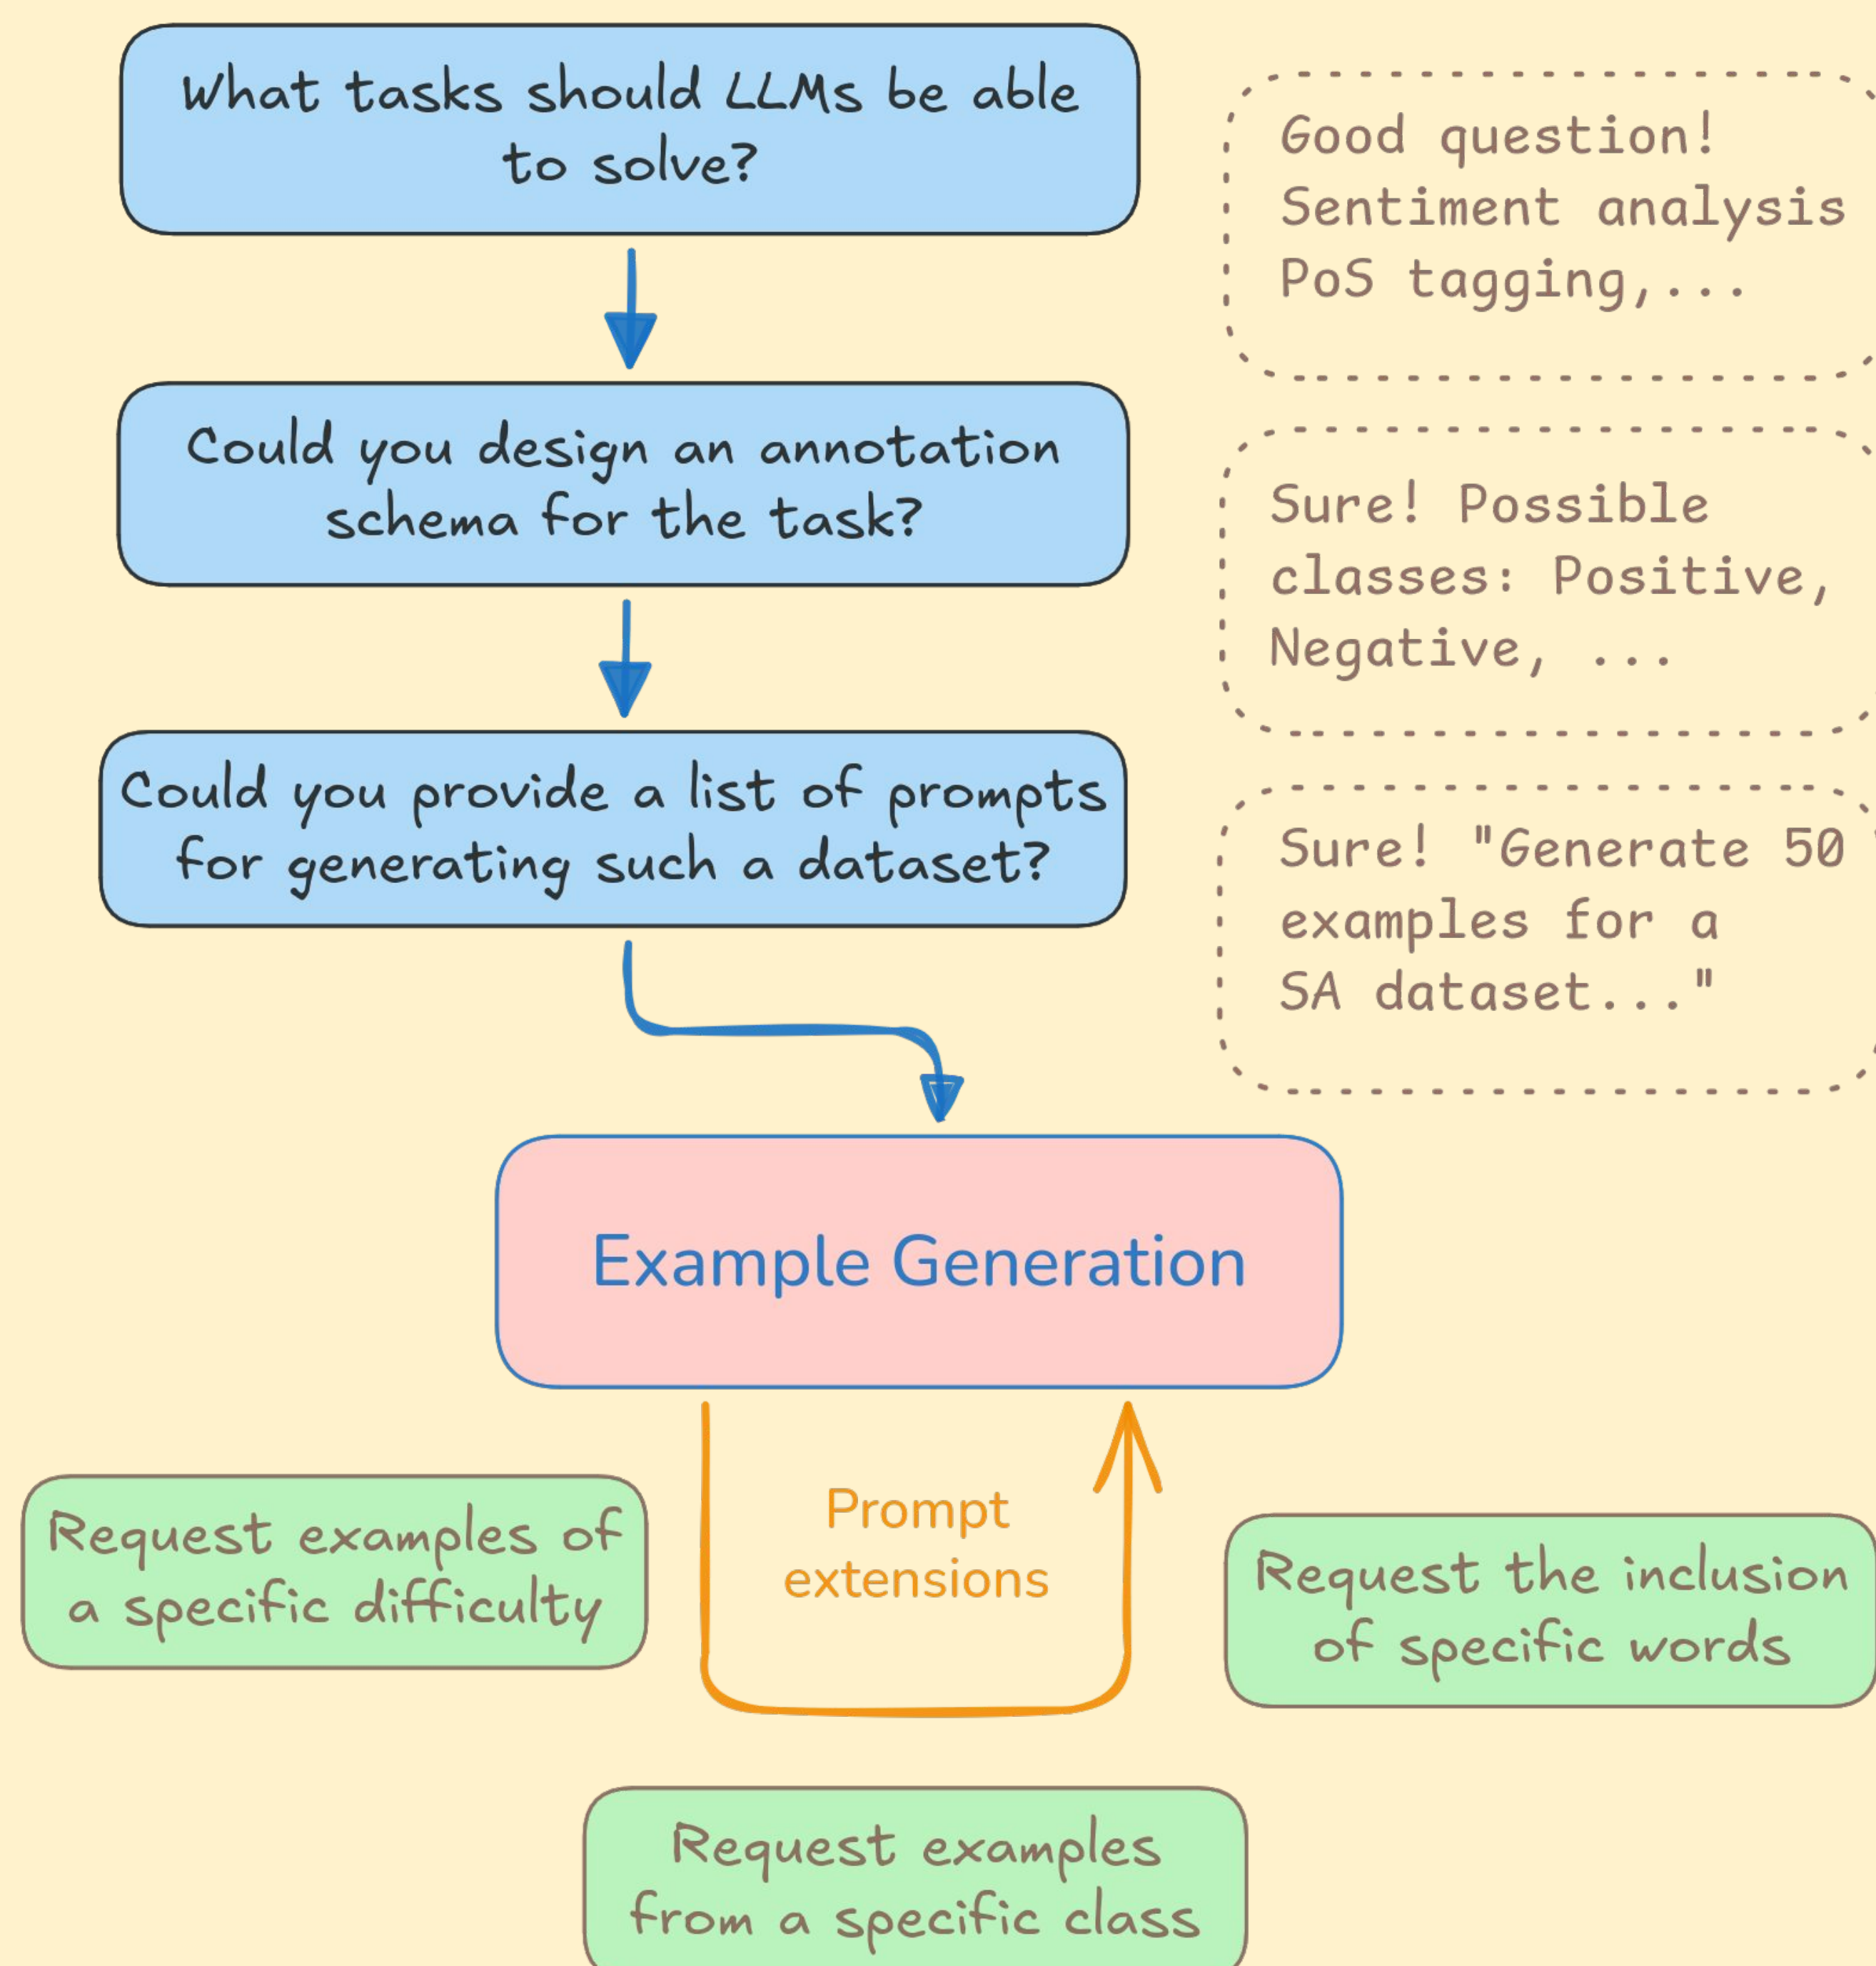 What tasks should LLMs be able
to solve?
Good question!
Sentiment analysis
PoS tagging,...
Could you design an annotation
schema for the task?
Sure! Possible
classes: Positive,
Negative, ...
Could you provide a list of prompts
for generating such a dataset?
Sure! "Generate 50
examples for a
SA dataset..."
Example Generation
Prompt
extensions
Request examples of
a specific difficulty
Request the inclusion
of specific words
Request examples
from a specific class